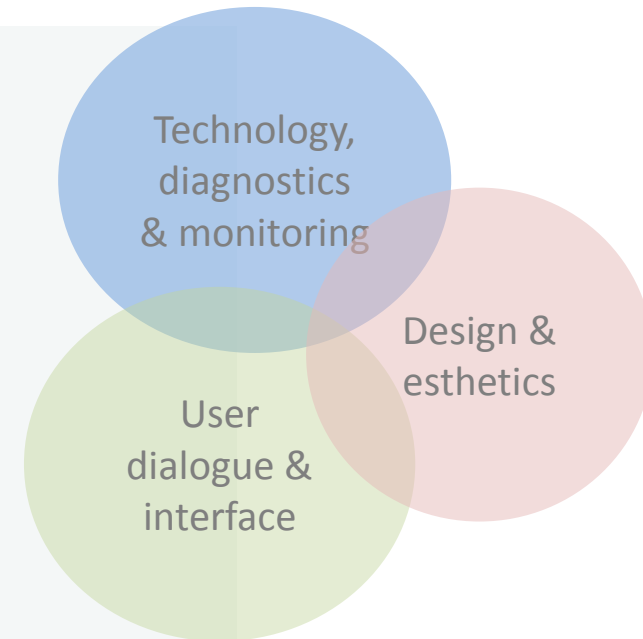 Technology,
diagnostics
& monitoring
Design &
esthetics
User
dialogue &
interface